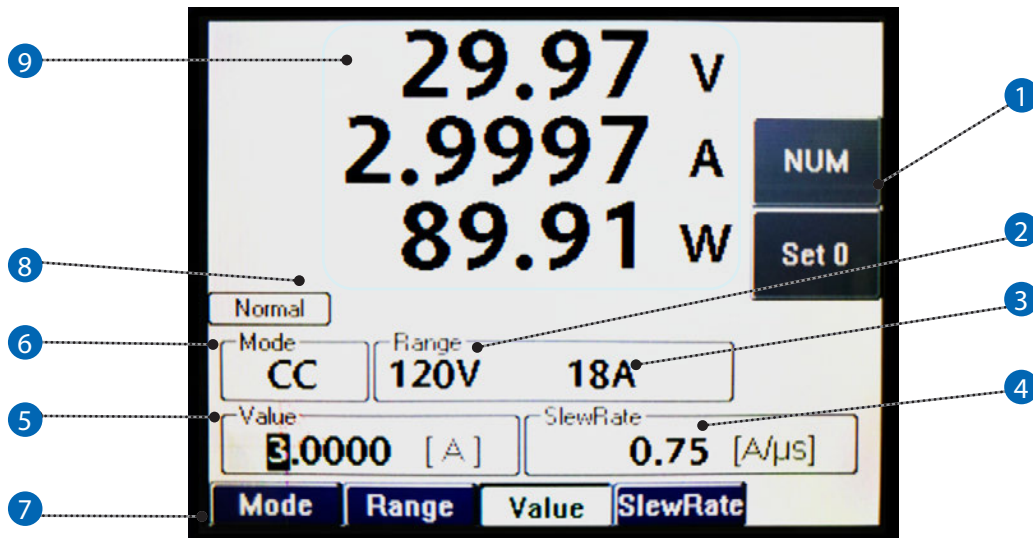 9
29.97 V
1
2.9997 A
NUM
89.91 W
2
Set 0
8
3
Normal
6
Mode
Range
CC
120V 18A
4
5
Value
SlewRate
3.0000 [A]
0.75 [A/µs]
7
Mode Range Value SlewRate